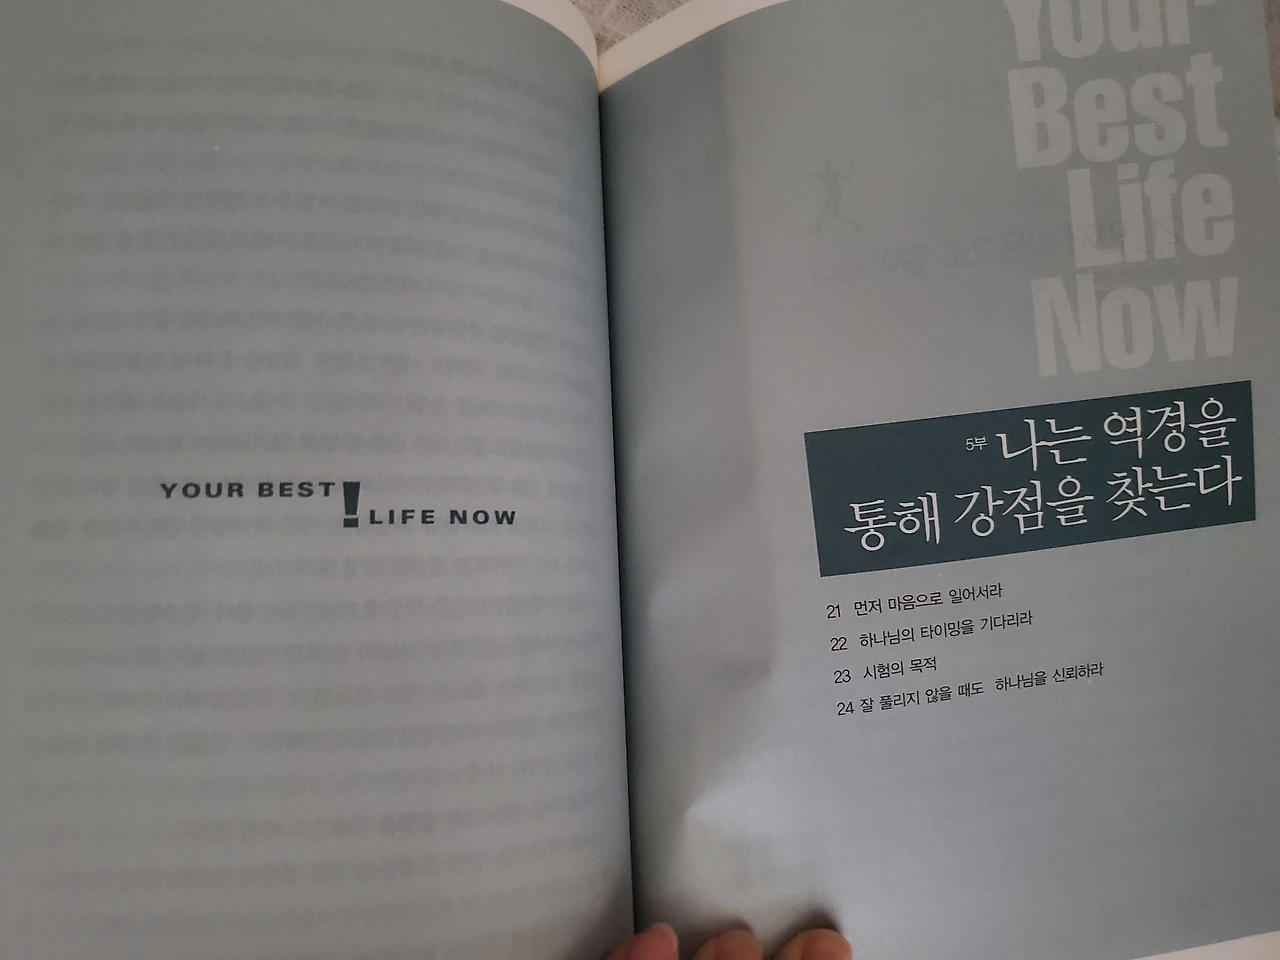 YOUR BEST!
LIFE NOW
Your
Best
Life
Now
5부 나는 역경을
통해 강점을 찾는다
21 먼저 마음으로 일어서라
22 하나님의 타이밍을 기다리라
23 시험의 목적
24 잘 풀리지 않을 때도 하나님을 신뢰하라